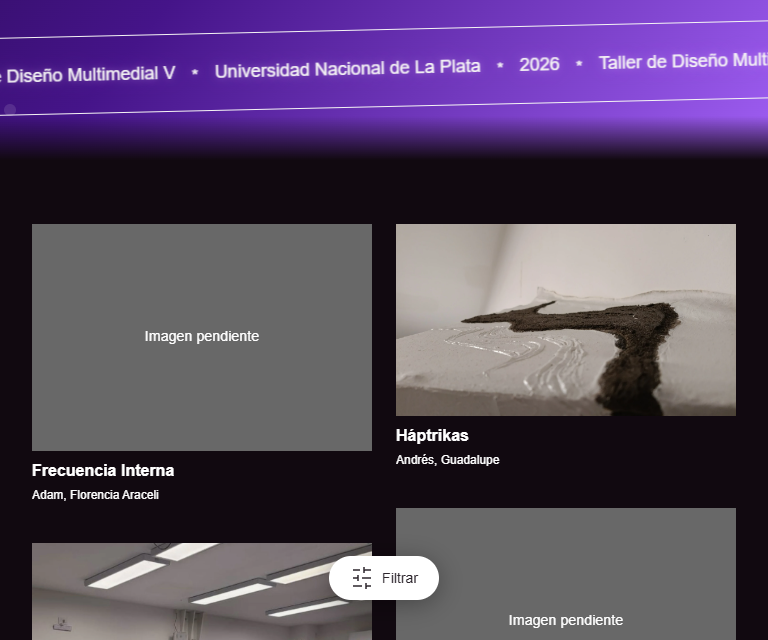 Diseño Multimedial V * Universidad Nacional de La Plata * 2026 * Taller de Diseño
Imagen pendiente
Frecuencia Interna
Adam, Florencia Araceli
Háptrikas
Andrés, Guadalupe
Filtrar
Imagen pendiente